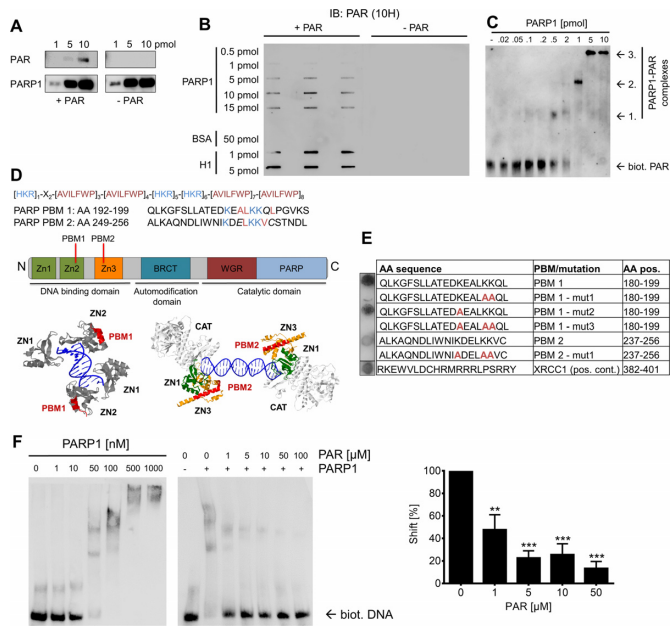 A
1 5 10 1 5 10 pmol
PAR
PARP1
+ PAR - PAR
B
IB: PAR (10H)
+ PAR - PAR
0.5 pmol
1 pmol
PARP1 5 pmol
10 pmol
15 pmol
BSA 50 pmol
H1 1 pmol
5 pmol
C
PARP1 [pmol]
- .02 .05 .1 .2 .5 2 1 5 10
← 3.
← 2.
← 1.
PARP1-PAR complexes
← biot. PAR
D
[HKR]1-X2-[AVILFWP]3-[AVILFWP]4-[HKR]5-[HKR]6-[AVILFWP]7-[AVILFWP]8
PARP PBM 1: AA 192-199 QLKGFSLLATEDKEALKKQLPGVKS
PARP PBM 2: AA 249-256 ALKAQNDLIWNIKDELKKVCSTNDL
PBM1 PBM2
N Zn1 Zn2 Zn3 BRCT WGR PARP C
DNA binding domain Automodification domain Catalytic domain
ZN2
ZN1 PBM1
PBM1 ZN1
ZN2
CAT ZN3
PBM2 ZN1
ZN1 PBM2
ZN3 CAT
E
AA sequence PBM/mutation AA pos.
QLKGFSLLATEDKEALKKQL PBM 1 180-199
QLKGFSLLATEDKEALAAQL PBM 1 - mut1 180-199
QLKGFSLLATEDAEALKKQL PBM 1 - mut2 180-199
QLKGFSLLATEDAEALAAQL PBM 1 - mut3 180-199
ALKAQNDLIWNIKDELKKVC PBM 2 237-256
ALKAQNDLIWNIADELAAVC PBM 2 - mut1 237-256
RKEWVLDCHRMRRRLPSRRY XRCC1 (pos. cont.) 382-401
F
PARP1 [nM]
0 1 10 50 100 500 1000
0 0 1 5 10 50 100 PAR [µM]
- + + + + + + PARP1
← biot. DNA
Shift [%]
100
80
60
40
20
0
** *** *** ***
0 1 5 10 50
PAR [µM]